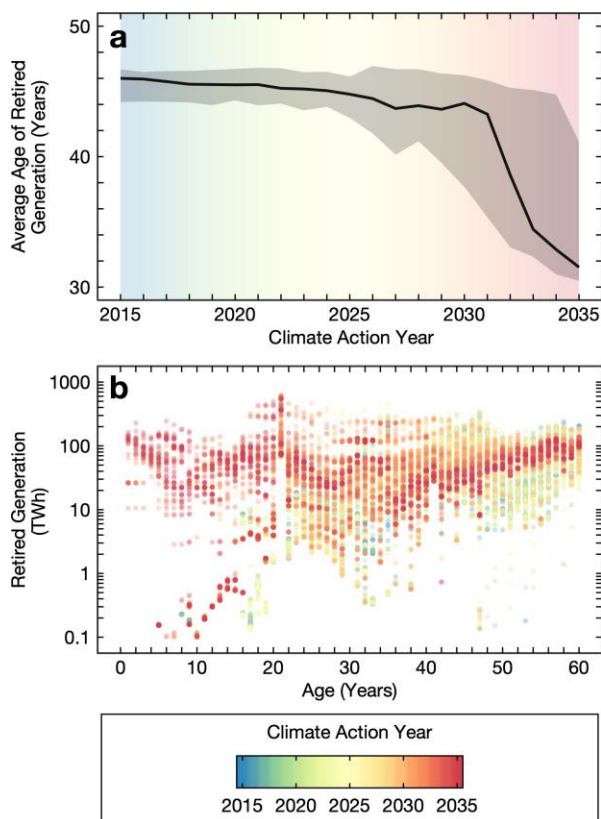 a
50
40
30
Average Age of Retired
Generation (Years)
2015 2020 2025 2030 2035
Climate Action Year
b
1000
100
10
1
0.1
Retired Generation
(TWh)
0 10 20 30 40 50 60
Age (Years)
Climate Action Year
2015 2020 2025 2030 2035